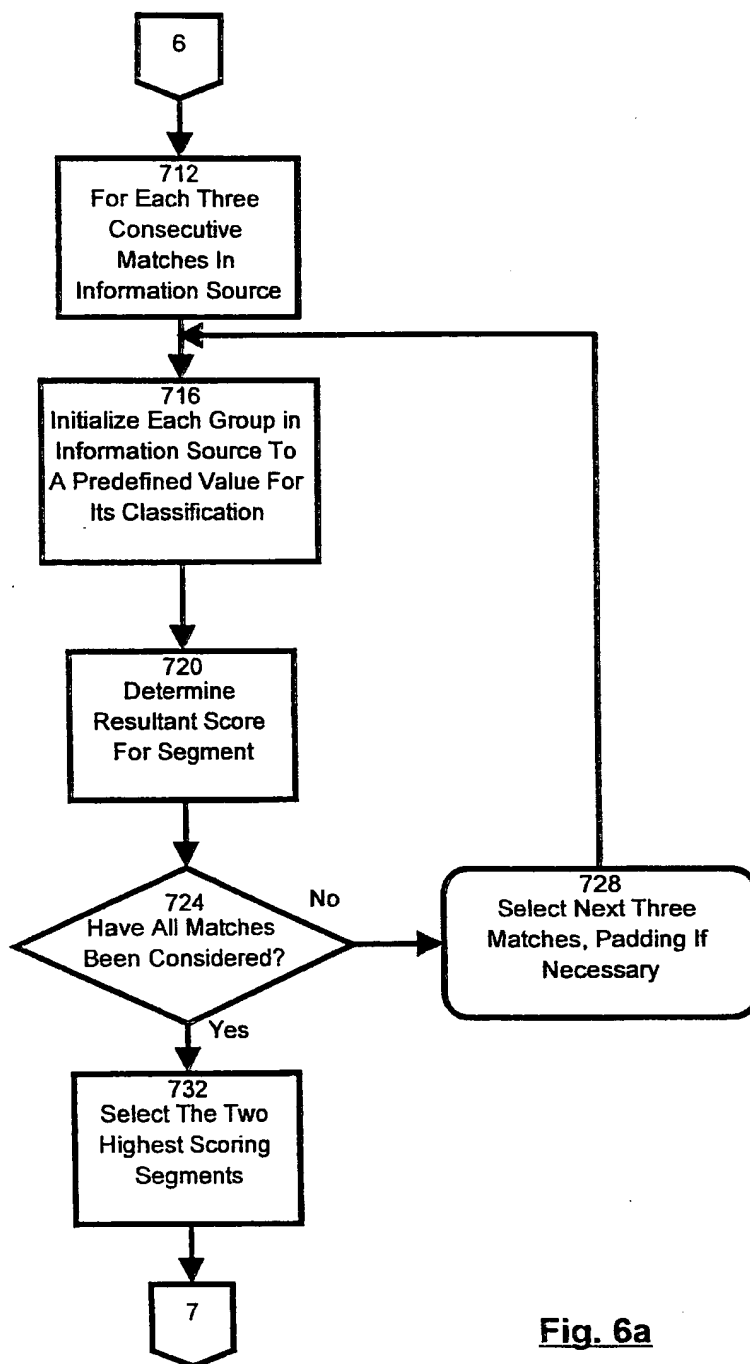 6
712
For Each Three
Consecutive
Matches In
Information Source
716
Initialize Each Group in
Information Source To
A Predefined Value For
Its Classification
720
Determine
Resultant Score
For Segment
724
Have All Matches
Been Considered?
No
728
Select Next Three
Matches, Padding If
Necessary
Yes
732
Select The Two
Highest Scoring
Segments
7
Fig. 6a